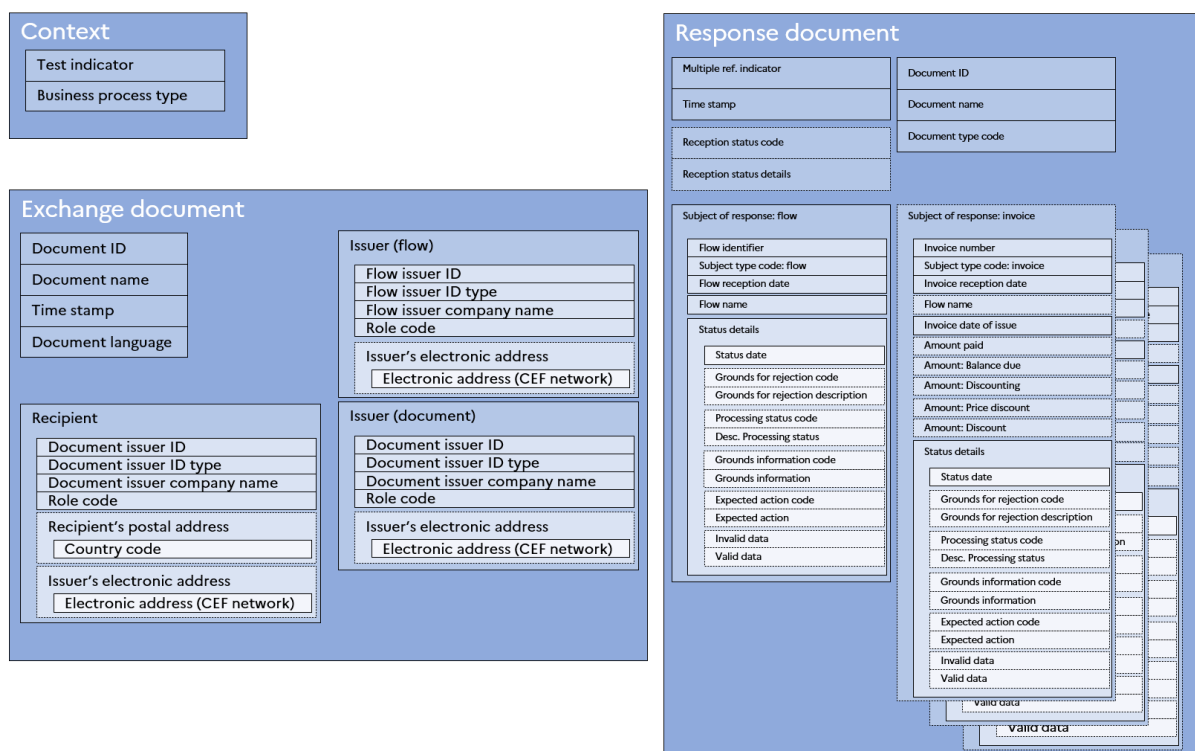 Context
Test indicator
Business process type
Exchange document
Document ID
Document name
Time stamp
Document language
Issuer (flow)
Flow issuer ID
Flow issuer ID type
Flow issuer company name
Role code
Issuer's electronic address
Electronic address (CEF network)
Recipient
Document issuer ID
Document issuer ID type
Document issuer company name
Role code
Recipient's postal address
Country code
Issuer's electronic address
Electronic address (CEF network)
Issuer (document)
Document issuer ID
Document issuer ID type
Document issuer company name
Role code
Issuer's electronic address
Electronic address (CEF network)
Response document
Multiple ref. indicator
Time stamp
Reception status code
Reception status details
Document ID
Document name
Document type code
Subject of response: flow
Flow identifier
Subject type code: flow
Flow reception date
Flow name
Status details
Status date
Grounds for rejection code
Grounds for rejection description
Processing status code
Desc. Processing status
Grounds information code
Grounds information
Expected action code
Expected action
Invalid data
Valid data
Subject of response: invoice
Invoice number
Subject type code: invoice
Invoice reception date
Flow name
Invoice date of issue
Amount paid
Amount: Balance due
Amount: Discounting
Amount: Price discount
Amount: Discount
Status details
Status date
Grounds for rejection code
Grounds for rejection description
Processing status code
Desc. Processing status
Grounds information code
Grounds information
Expected action code
Expected action
Invalid data
Valid data
Valid data
Valid data